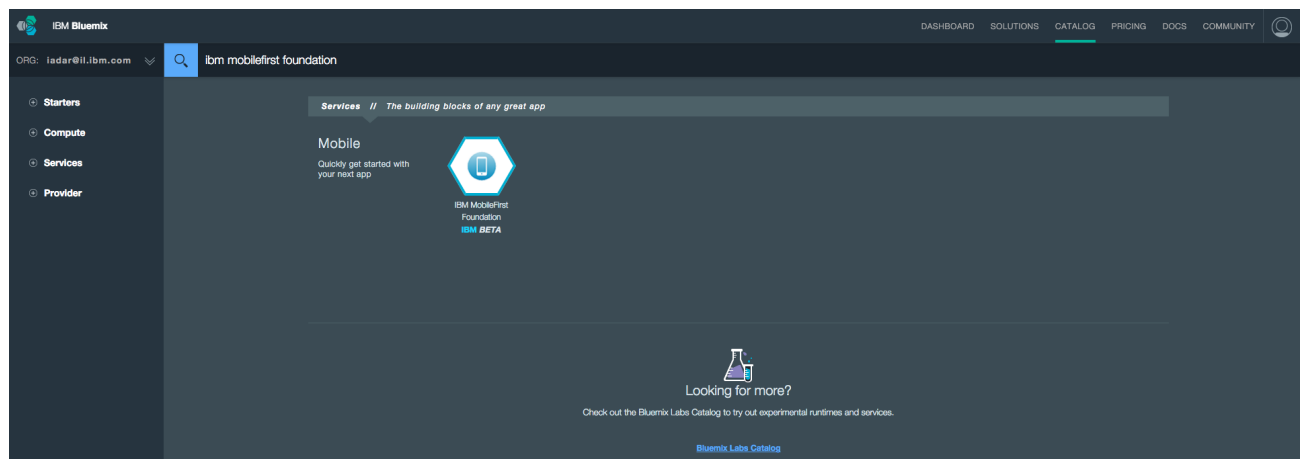 IBM Bluemix
DASHBOARD SOLUTIONS CATALOG PRICING DOCS COMMUNITY
ORG: iadar@il.ibm.com
ibm mobilefirst foundation
Starters
Compute
Services
Provider
Services // The building blocks of any great app
Mobile
Quickly get started with
your next app
IBM MobileFirst
Foundation
IBM BETA
Looking for more?
Check out the Bluemix Labs Catalog to try out experimental runtimes and services.
Bluemix Labs Catalog